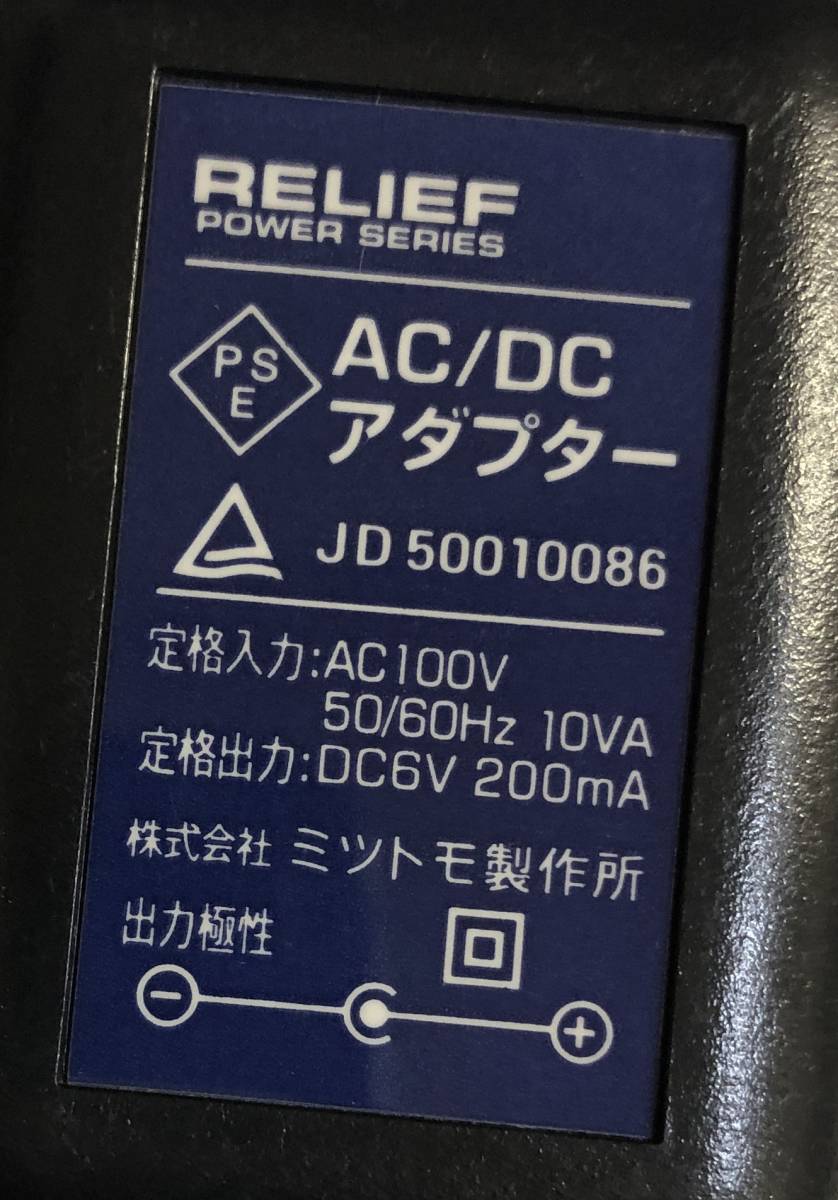 RELIEF
POWER SERIES
PS
E
AC/DC
アダプター
JD 50010086
定格入力:AC100V
50/60Hz 10VA
定格出力:DC6V 200mA
株式会社 ミツトモ製作所
出力極性
− +